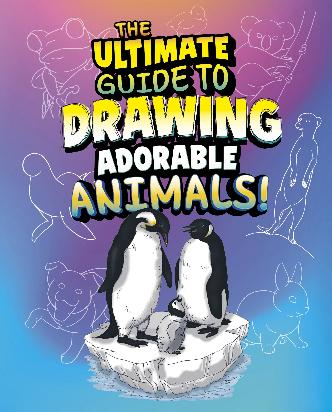 THE
ULTIMATE
GUIDE TO
DRAWING
ADORABLE
ANIMALS!